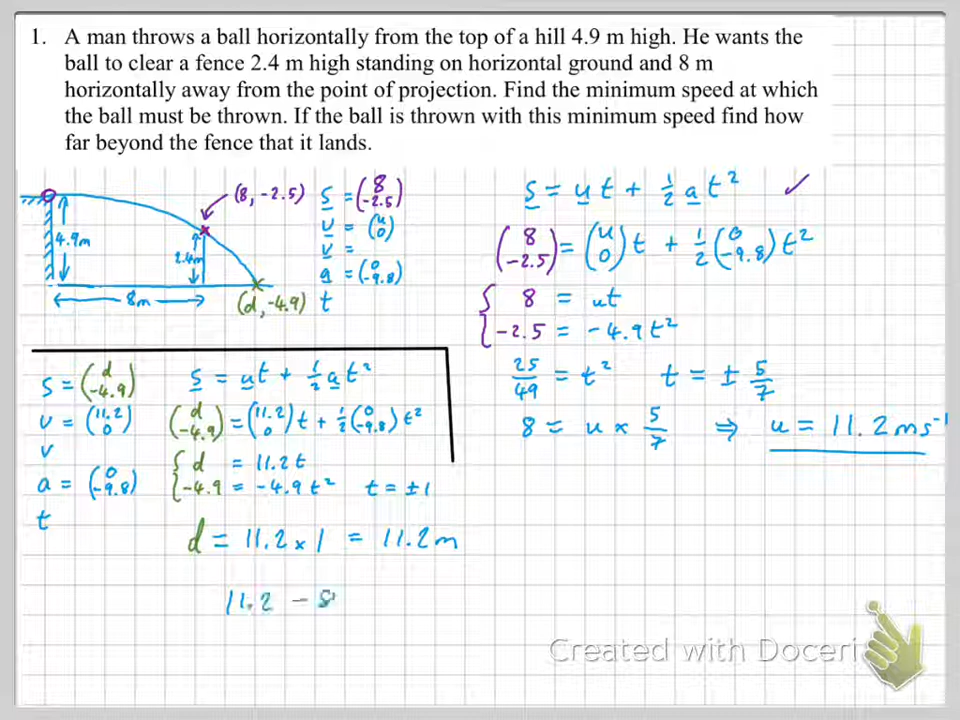 1. A man throws a ball horizontally from the top of a hill 4.9 m high. He wants the
ball to clear a fence 2.4 m high standing on horizontal ground and 8 m
horizontally away from the point of projection. Find the minimum speed at which
the ball must be thrown. If the ball is thrown with this minimum speed find how
far beyond the fence that it lands.
(8, -2.5)
4.9m
2.4m
8m
(d, -4.9)
s = (8 -2.5)
u = (u 0)
v =
a = (0 -9.8)
t
s = ut + 1/2 at² ✓
(8 -2.5) = (u 0)t + 1/2(0 -9.8)t²
{ 8 = ut
{ -2.5 = -4.9t²
25/49 = t² t = ± 5/7
8 = u × 5/7 ⇒ u = 11.2 ms⁻¹
s = (d -4.9)
u = (11.2 0)
v
a = (0 -9.8)
t
s = ut + 1/2 at²
(d -4.9) = (11.2 0)t + 1/2(0 -9.8)t²
{ d = 11.2t
{ -4.9 = -4.9t² t = ±1
d = 11.2 × 1 = 11.2m
11.2 - 8
Created with Doceri